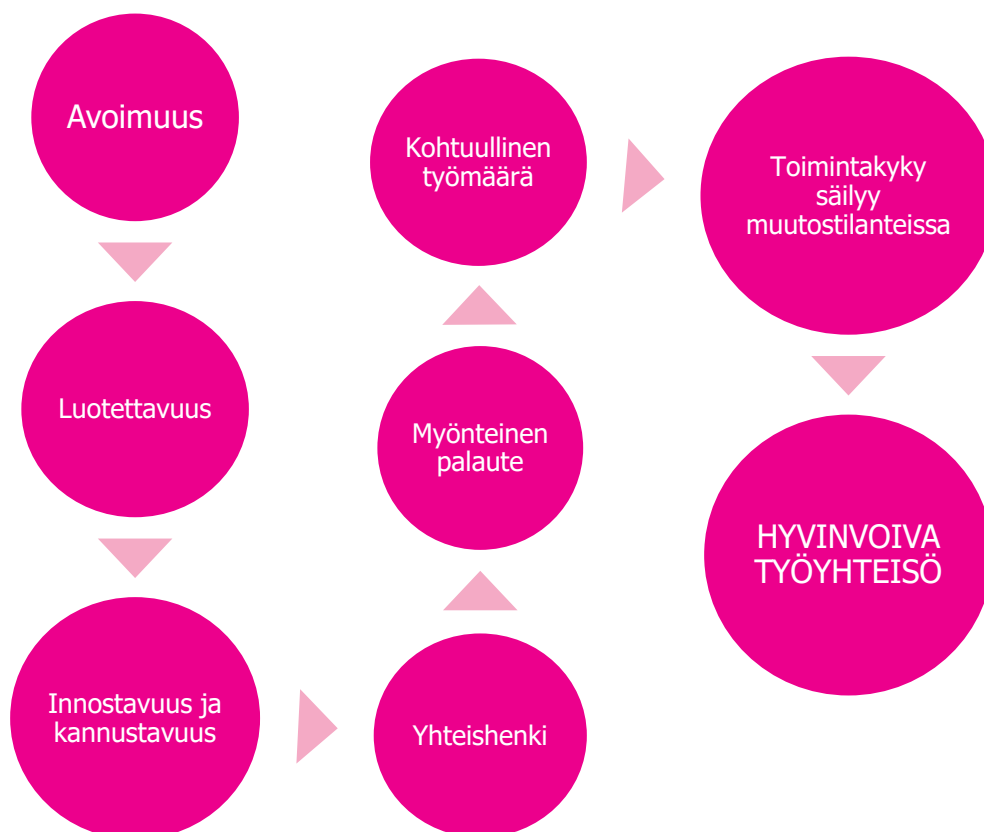 Avoimuus
Luotettavuus
Innostavuus ja
kannustavuus
Yhteishenki
Myönteinen
palaute
Kohtuullinen
työmäärä
Toimintakyky
säilyy
muutostilanteissa
HYVINVOIVA
TYÖYHTEISÖ